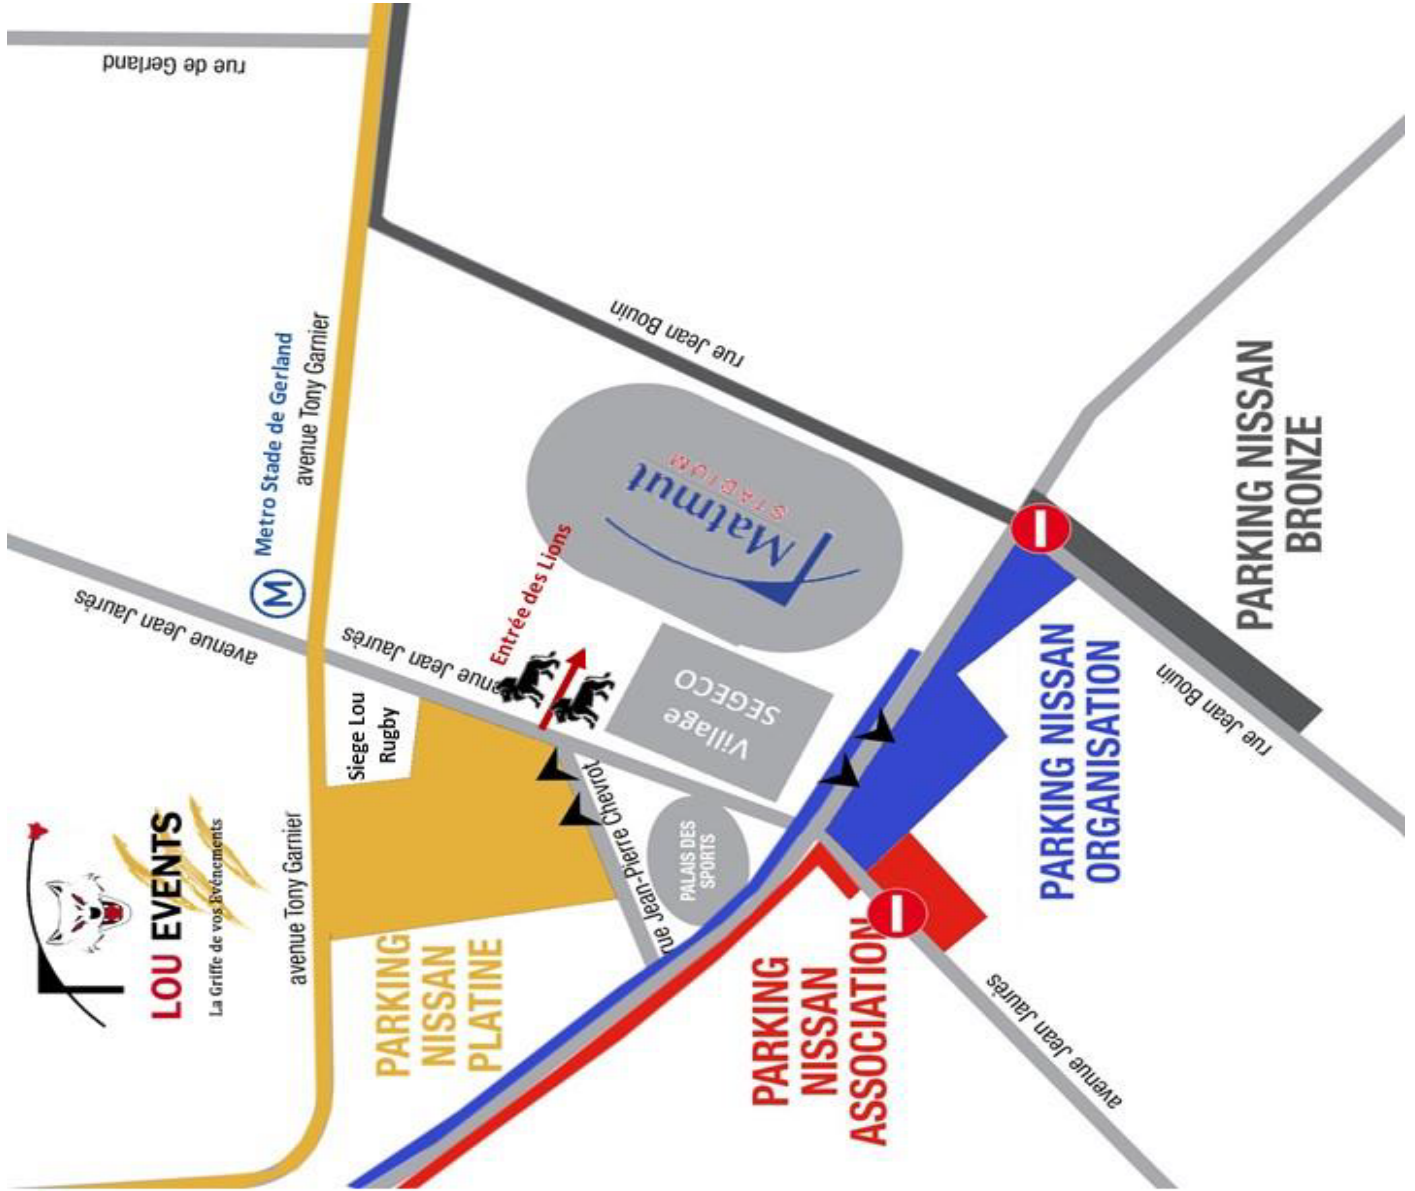 rue de Gerland
Metro Stade de Gerland
avenue Tony Garnier
rue Jean Bouin
avenue Jean Jaurès
avenue Jean Jaurès
Entrée des Lions
Matmut
STADIUM
Siege Lou
Rugby
Village
SEGECO
LOU EVENTS
La Griffe de vos Evénements
avenue Tony Garnier
rue Jean-Pierre Chevrot
PALAIS DES
SPORTS
PARKING
NISSAN
PLATINE
PARKING
NISSAN
ASSOCIATION
PARKING NISSAN
ORGANISATION
PARKING NISSAN
BRONZE
rue Jean Bouin
avenue Jean Jaurès
M